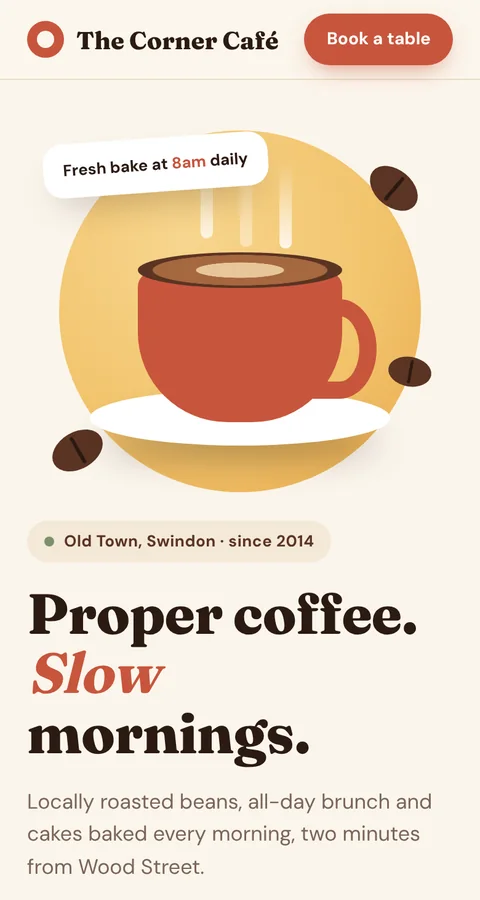 The Corner Café
Book a table
Fresh bake at 8am daily
Old Town, Swindon · since 2014
Proper coffee.
Slow
mornings.
Locally roasted beans, all-day brunch and
cakes baked every morning, two minutes
from Wood Street.